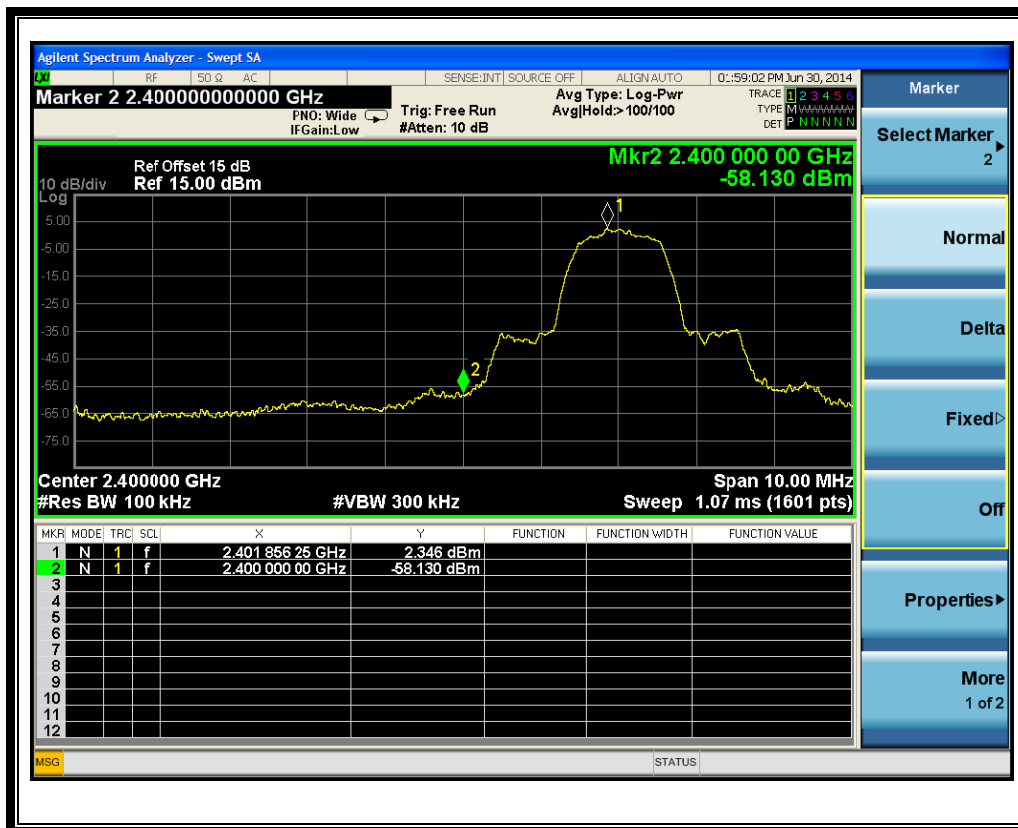 Agilent Spectrum Analyzer - Swept SA
LXI RF 50 Ω AC SENSE:INT SOURCE OFF ALIGN AUTO 01:59:02 PM Jun 30, 2014
Marker 2 2.400000000000 GHz
PNO: Wide
IFGain:Low
Trig: Free Run
#Atten: 10 dB
Avg Type: Log-Pwr
Avg|Hold:>100/100
TRACE 1 2 3 4 5 6
TYPE M WWWWW
DET P N N N N N
Mkr2 2.400 000 00 GHz
-58.130 dBm
Ref Offset 15 dB
10 dB/div Ref 15.00 dBm
Log
5.00
-5.00
-15.0
-25.0
-35.0
-45.0
-55.0
-65.0
-75.0
1
2
Center 2.400000 GHz Span 10.00 MHz
#Res BW 100 kHz #VBW 300 kHz Sweep 1.07 ms (1601 pts)
MKR MODE TRC SCL X Y FUNCTION FUNCTION WIDTH FUNCTION VALUE
1 N 1 f 2.401 856 25 GHz 2.346 dBm
2 N 1 f 2.400 000 00 GHz -58.130 dBm
3
4
5
6
7
8
9
10
11
12
MSG STATUS
Marker
Select Marker
2
Normal
Delta
Fixed
Off
Properties
More
1 of 2